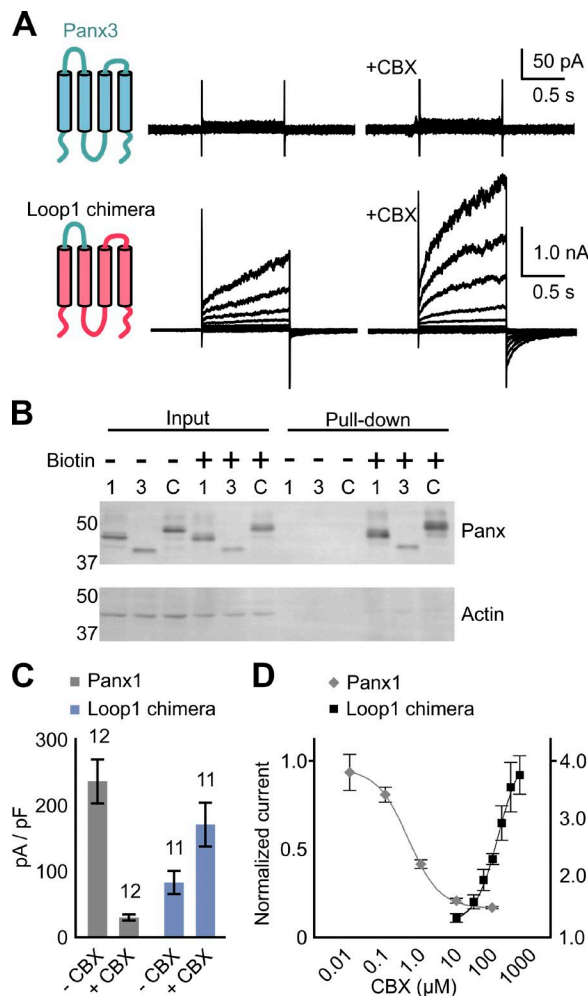 A
Panx3
+CBX
50 pA
0.5 s
Loop1 chimera
+CBX
1.0 nA
0.5 s
B
Input Pull-down
Biotin - - - + + + - - - + + +
1 3 C 1 3 C 1 3 C 1 3 C
50
37
Panx
50
37
Actin
C
Panx1
Loop1 chimera
300
200
100
0
pA / pF
12
12
11
11
- CBX
+ CBX
- CBX
+ CBX
D
Panx1
Loop1 chimera
Normalized current
1.0
0.5
0
4.0
3.0
2.0
1.0
0.01 0.1 1.0 10 100 1000
CBX (µM)